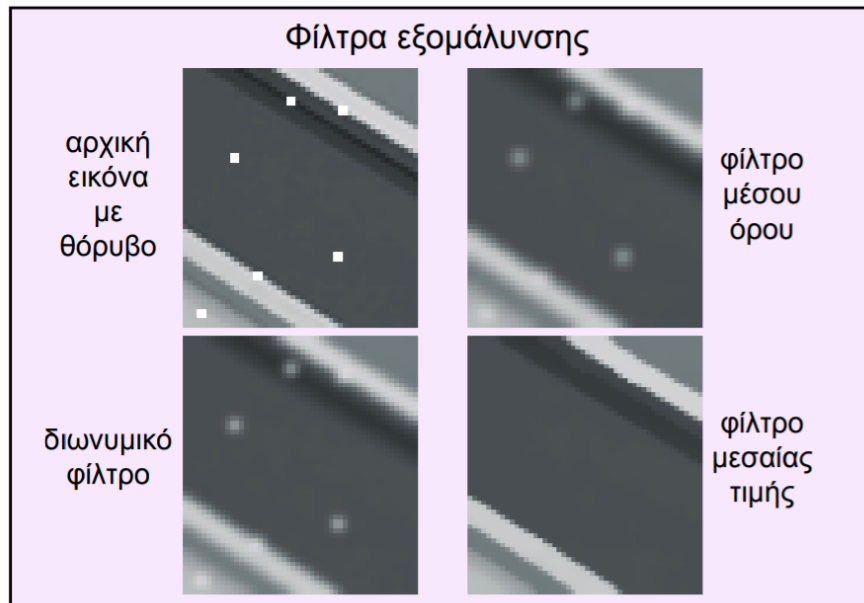 Φίλτρα εξομάλυνσης
αρχική
εικόνα
με
θόρυβο
φίλτρο
μέσου
όρου
διωνυμικό
φίλτρο
φίλτρο
μεσαίας
τιμής